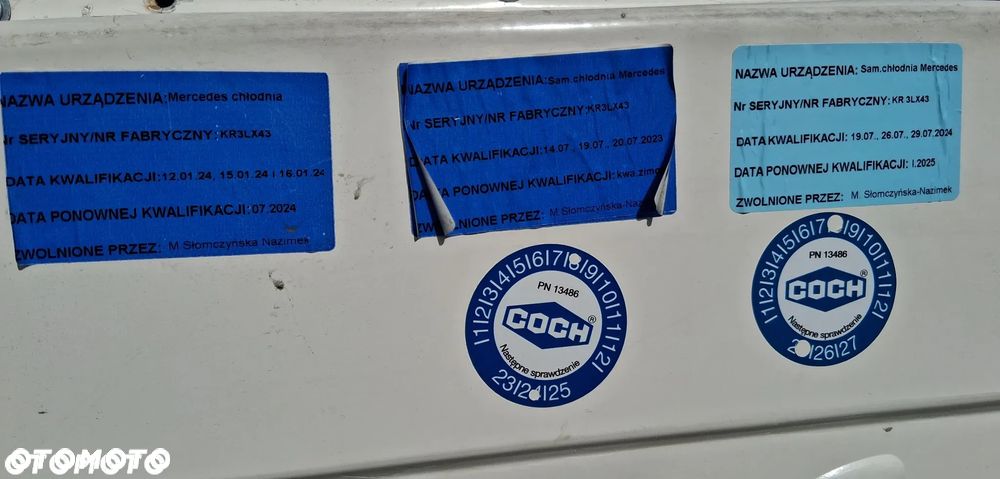 NAZWA URZĄDZENIA: Mercedes chłodnia
Nr SERYJNY/NR FABRYCZNY: KR3LX43
DATA KWALIFIKACJI: 12.01.24, 15.01.24 i 16.01.24
DATA PONOWNEJ KWALIFIKACJI: 07.2024
ZWOLNIONE PRZEZ: M Słomczyńska-Nazimek
NAZWA URZĄDZENIA: Sam.chłodnia Mercedes
Nr SERYJNY/NR FABRYCZNY: KR3LX43
DATA KWALIFIKACJI: 14.07., 19.07., 20.07.2023
DATA PONOWNEJ KWALIFIKACJI:
ZWOLNIONE PRZEZ: M. Słomczyńska-Nazimek
NAZWA URZĄDZENIA: Sam.chłodnia Mercedes
Nr SERYJNY/NR FABRYCZNY: KR 3LX43
DATA KWALIFIKACJI: 19.07., 26.07., 29.07.2024
DATA PONOWNEJ KWALIFIKACJI: I.2025
ZWOLNIONE PRZEZ: M. Słomczyńska-Nazimek
|1|2|3|4|5|6|7| |9|10|11|12|
PN 13486
COCH®
Następne sprawdzenie
23|2 |25
|1|2|3|4|5|6|7| |9|10|11|12|
PN 13486
COCH®
Następne sprawdzenie
2 |26|27
OTOMOTO